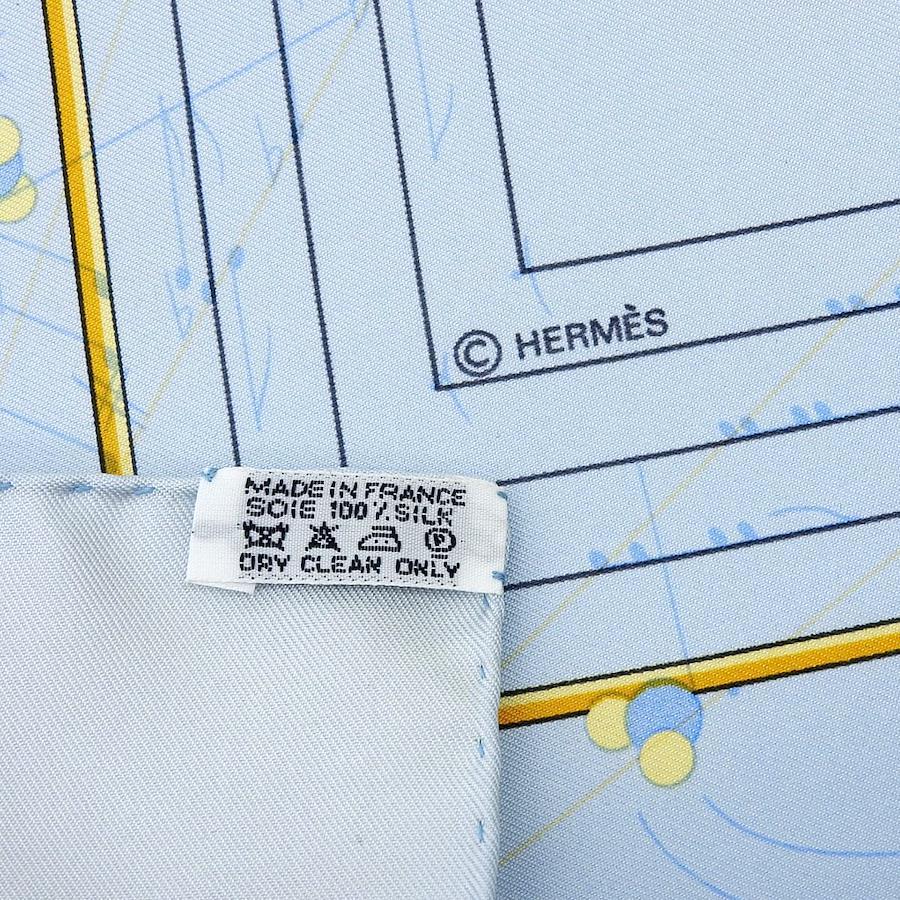 © HERMÈS
MADE IN FRANCE
SOIE 100% SILK
DRY CLEAN ONLY